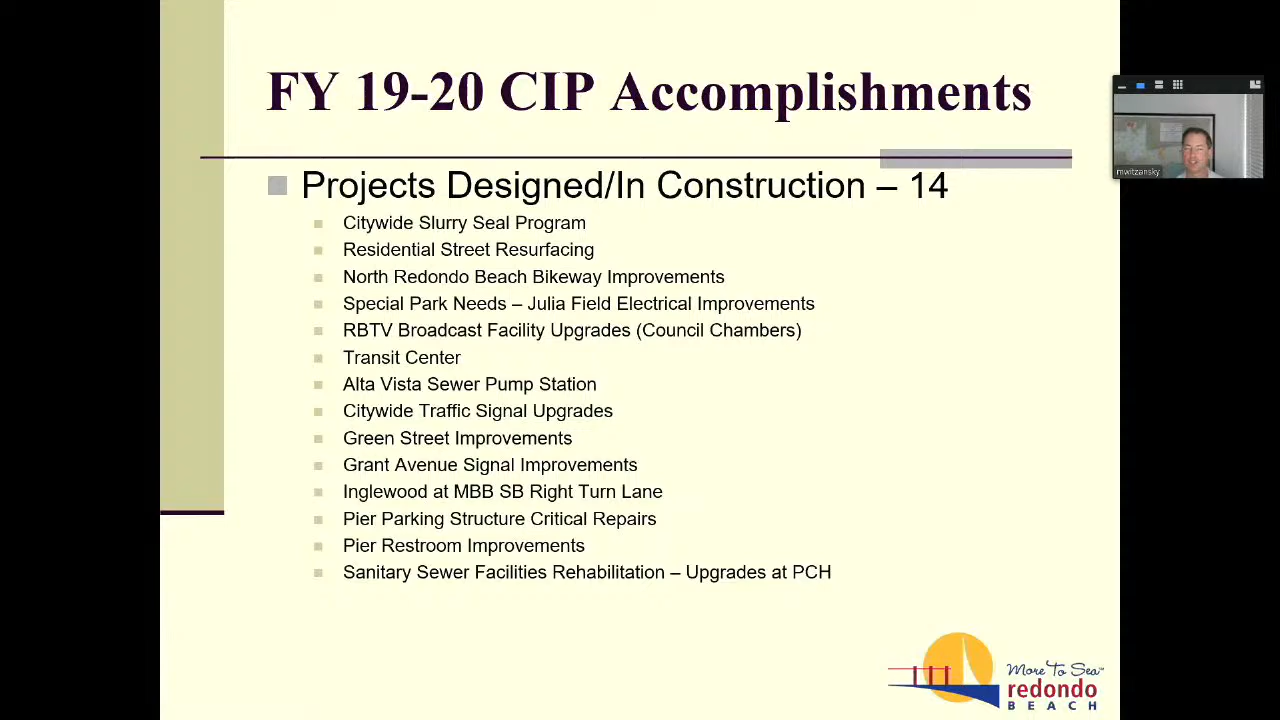 FY 19-20 CIP Accomplishments
Projects Designed/In Construction – 14
Citywide Slurry Seal Program
Residential Street Resurfacing
North Redondo Beach Bikeway Improvements
Special Park Needs – Julia Field Electrical Improvements
RBTV Broadcast Facility Upgrades (Council Chambers)
Transit Center
Alta Vista Sewer Pump Station
Citywide Traffic Signal Upgrades
Green Street Improvements
Grant Avenue Signal Improvements
Inglewood at MBB SB Right Turn Lane
Pier Parking Structure Critical Repairs
Pier Restroom Improvements
Sanitary Sewer Facilities Rehabilitation – Upgrades at PCH
mwitzansky
More To Sea™
redondo
BEACH